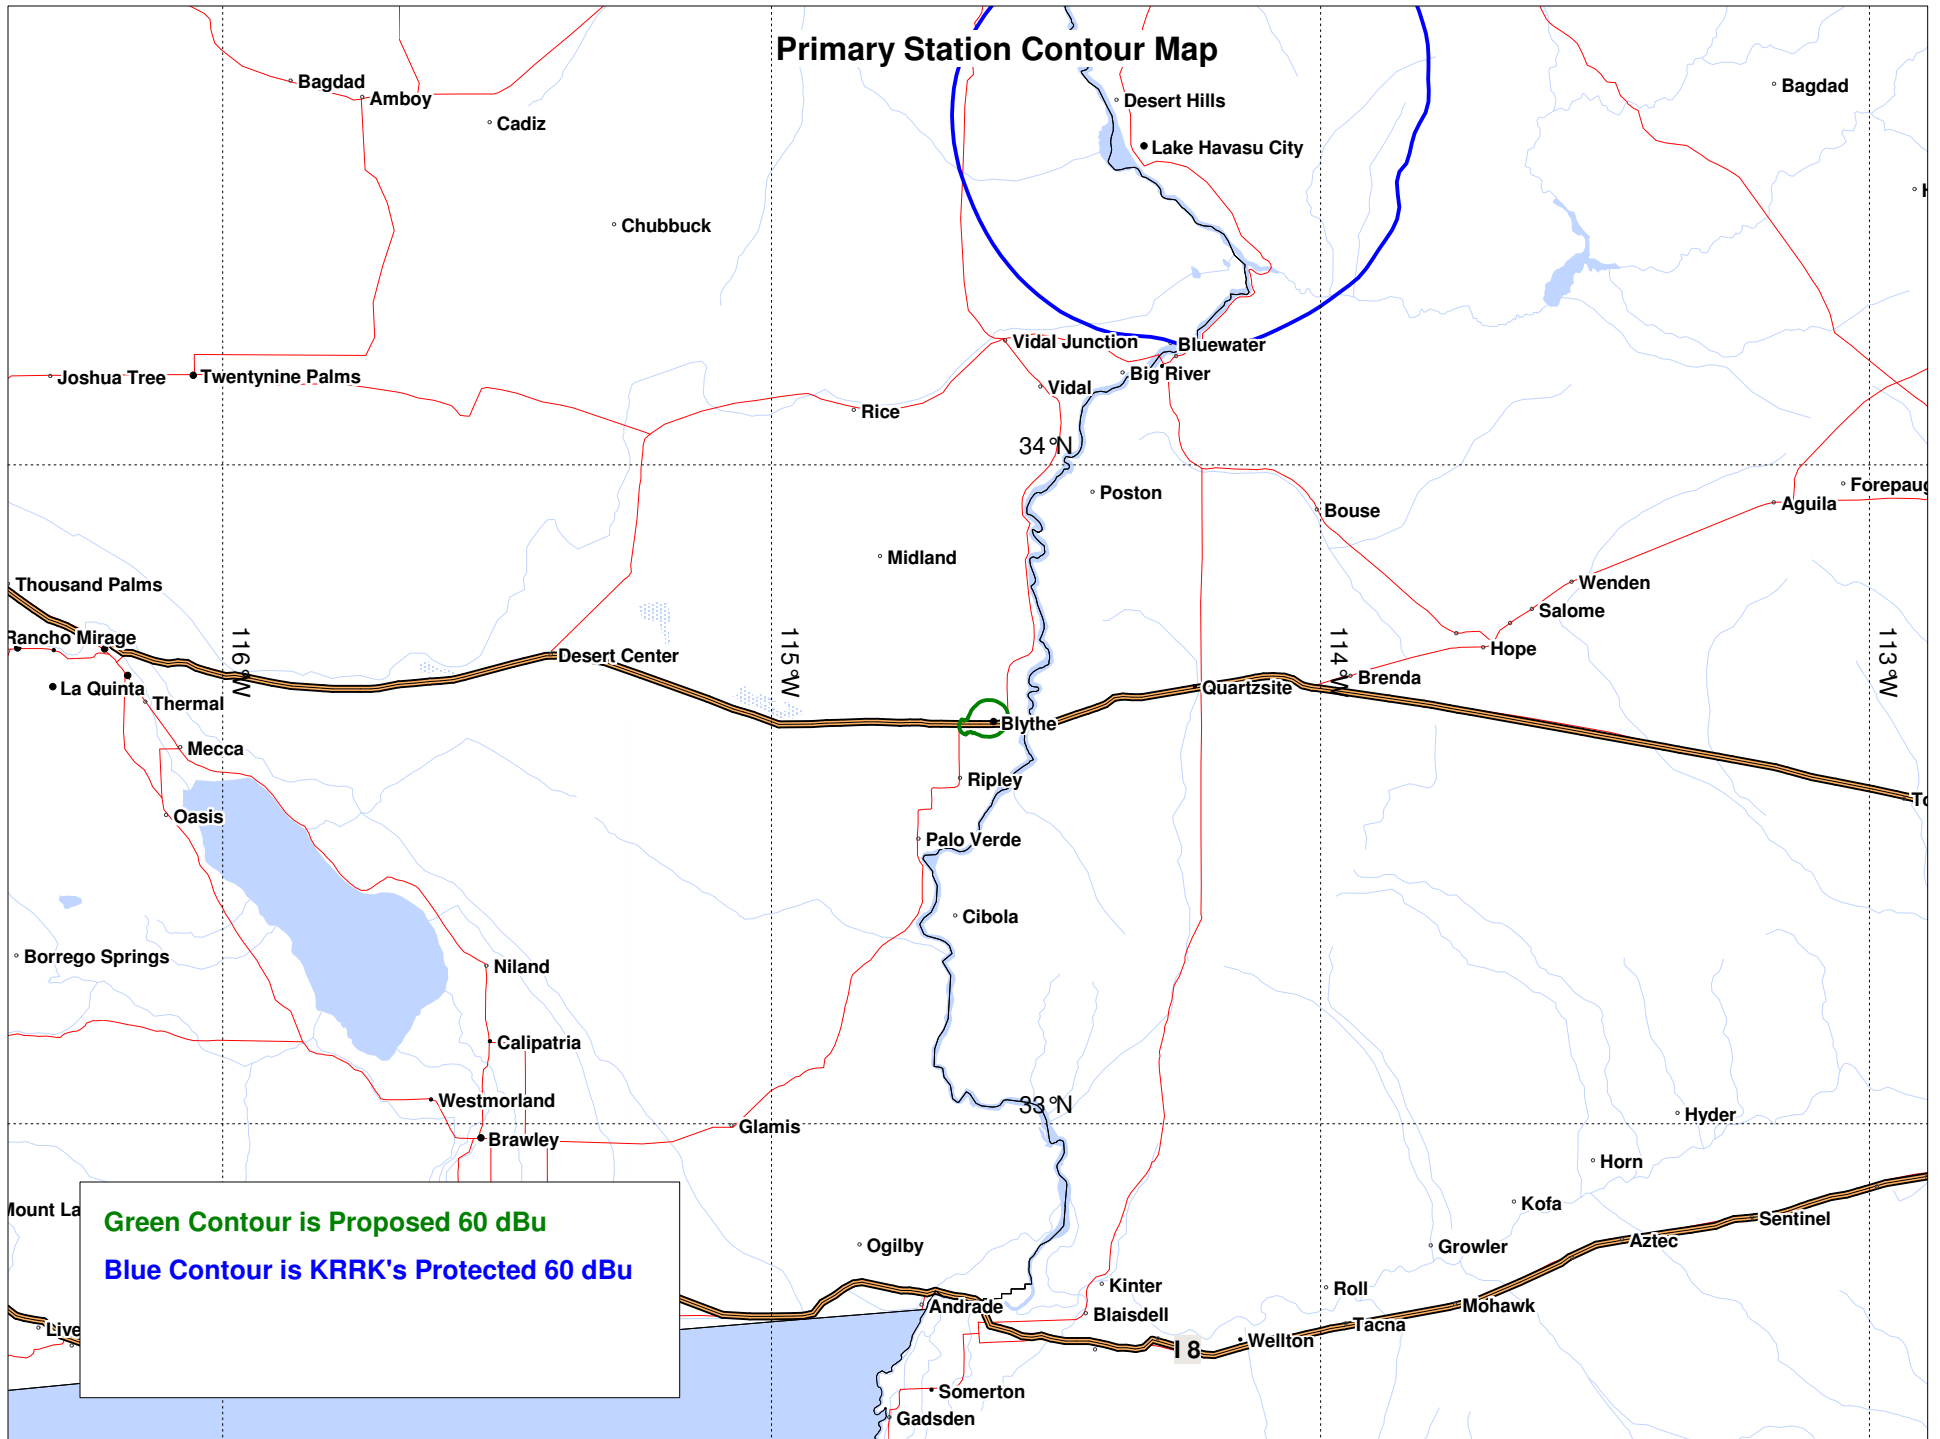 Primary Station Contour Map
Bagdad
Amboy
Cadiz
Desert Hills
Bagdad
Lake Havasu City
Chubbuck
Vidal Junction
Bluewater
Joshua Tree
Twentynine Palms
Big River
Vidal
Rice
34°N
Poston
Forepaug
Aguila
Bouse
Midland
Thousand Palms
Wenden
Salome
Rancho Mirage
116°W
115°W
114°W
113°W
Desert Center
Hope
La Quinta
Thermal
Quartzsite
Brenda
Blythe
Mecca
Ripley
To
Oasis
Palo Verde
Cibola
Borrego Springs
Niland
Calipatria
Westmorland
33°N
Glamis
Hyder
Brawley
Horn
Mount La
Kofa
Green Contour is Proposed 60 dBu
Sentinel
Aztec
Ogilby
Growler
Blue Contour is KRRK's Protected 60 dBu
Kinter
Roll
Andrade
Mohawk
Blaisdell
Live
Tacna
Wellton
I 8
Somerton
Gadsden